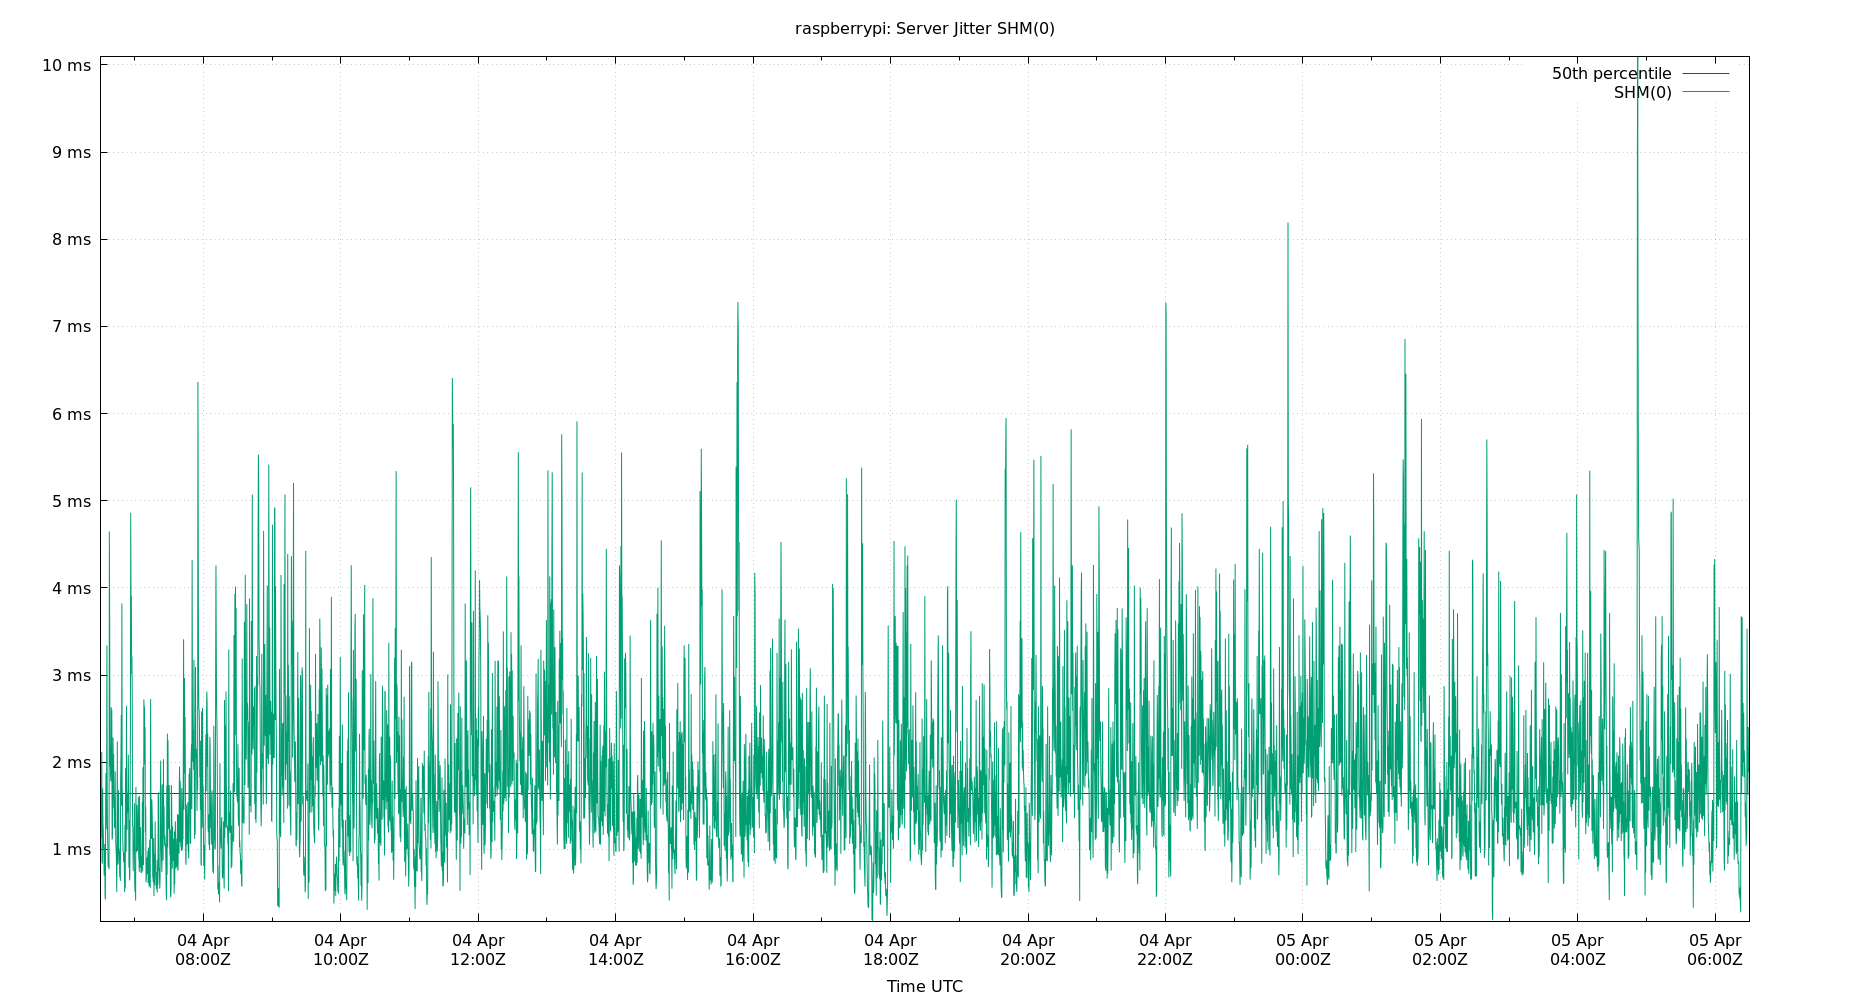 raspberrypi: Server Jitter SHM(0)
10 ms
50th percentile
SHM(0)
9 ms
8 ms
7 ms
6 ms
5 ms
4 ms
3 ms
2 ms
1 ms
04 Apr 04 Apr 04 Apr 04 Apr 04 Apr 04 Apr 04 Apr 04 Apr 05 Apr 05 Apr 05 Apr 05 Apr
08:00Z 10:00Z 12:00Z 14:00Z 16:00Z 18:00Z 20:00Z 22:00Z 00:00Z 02:00Z 04:00Z 06:00Z
Time UTC